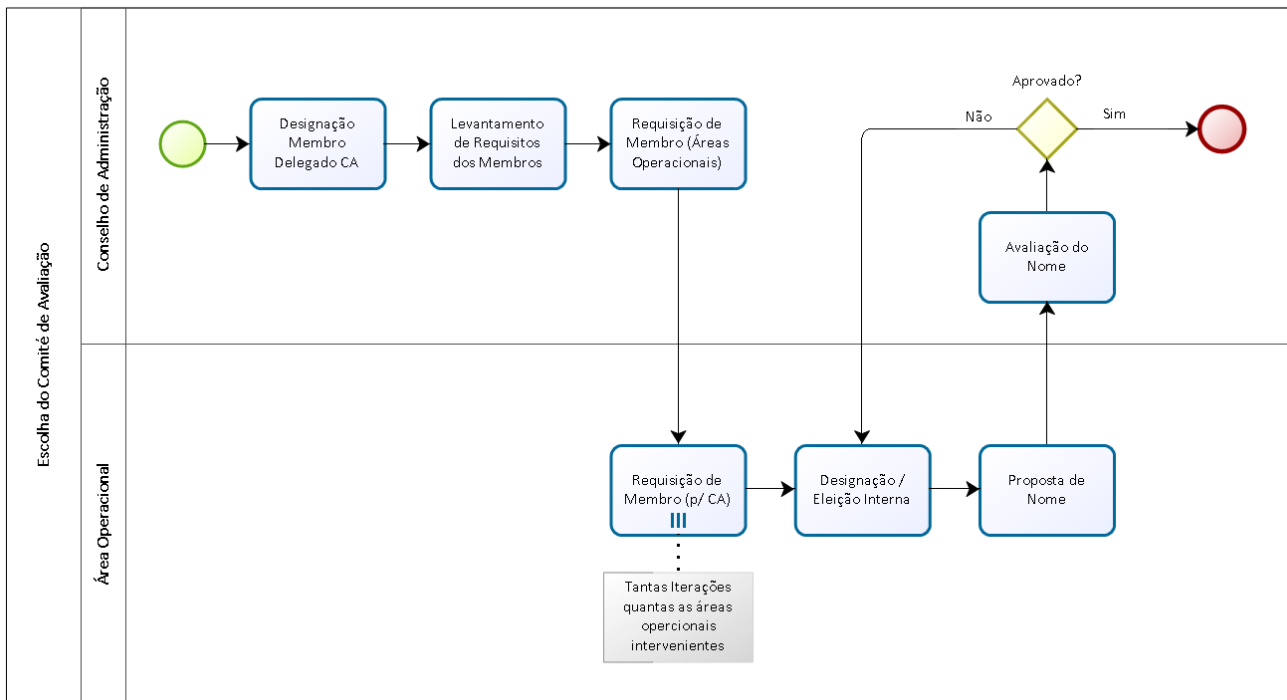 Escolha do Comité de Avaliação
Conselho de Administração
Designação
Membro
Delegado CA
Levantamento
de Requisitos
dos Membros
Requisição de
Membro (Áreas
Operacionais)
Aprovado?
Não
Sim
Avaliação do
Nome
Área Operacional
Requisição de
Membro (p/ CA)
Designação /
Eleição Interna
Proposta de
Nome
Tantas Iterações
quantas as áreas
opercionais
intervenientes